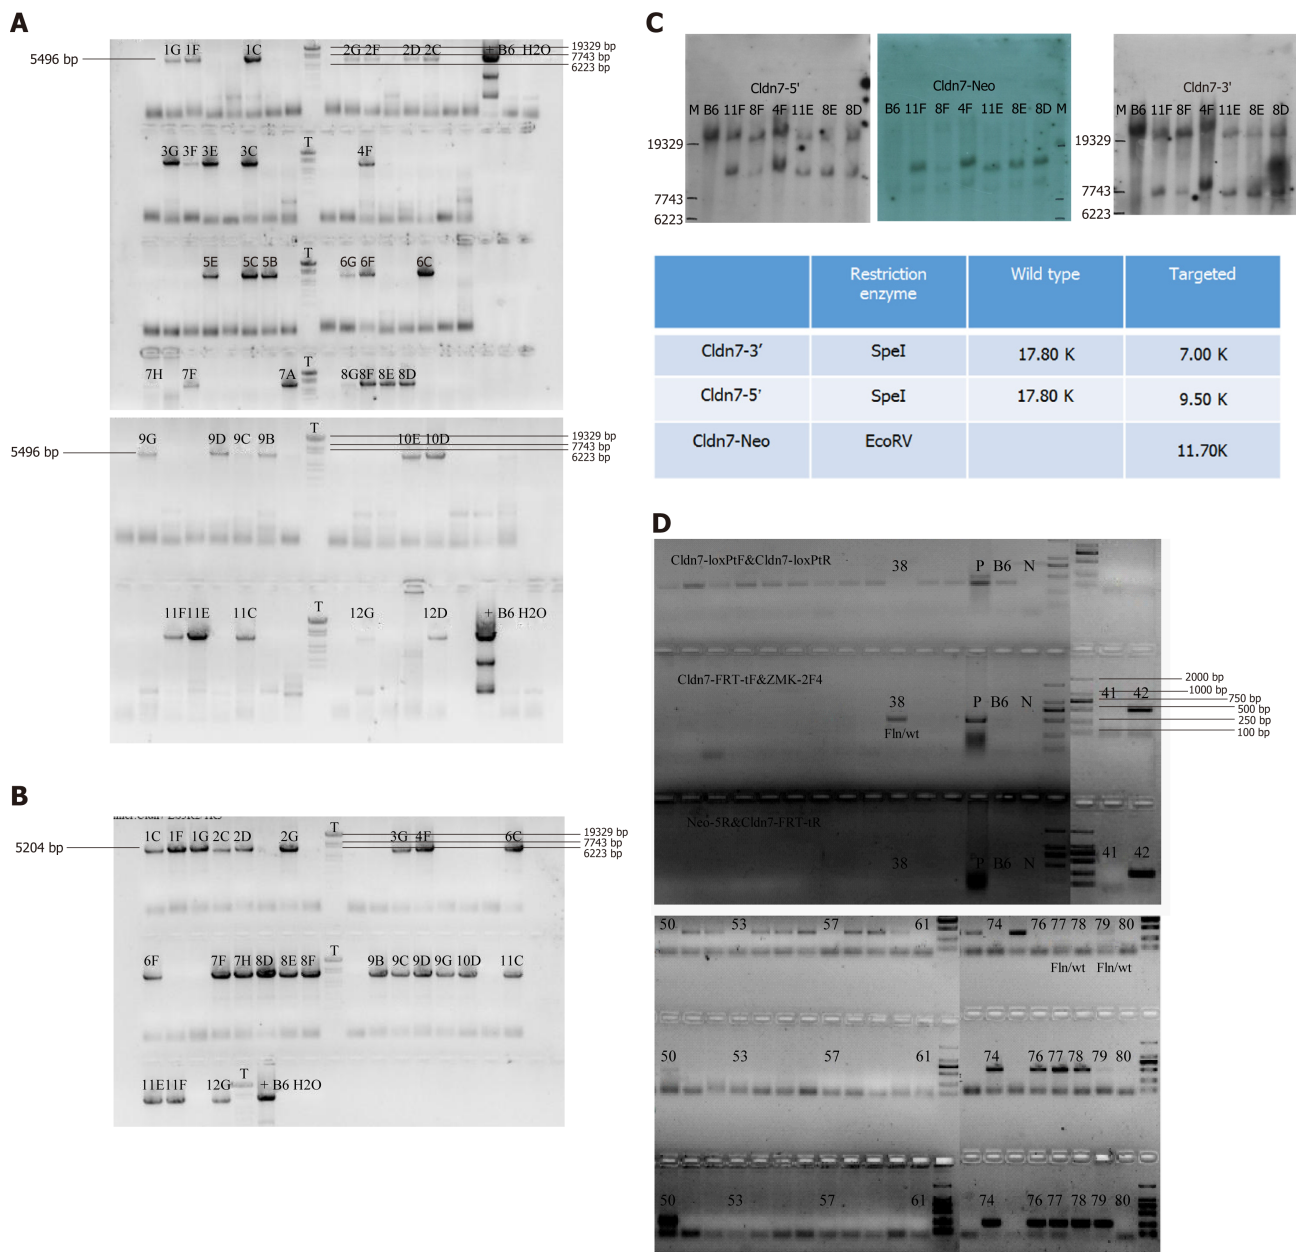 A
1G 1F 1C 2G 2F 2D 2C + B6 H2O
5496 bp
19329 bp
7743 bp
6223 bp
T
3G 3F 3E 3C 4F
T
5E 5C 5B 6G 6F 6C
T
7H 7F 7A 8G 8F 8E 8D
T
9G 9D 9C 9B 10E 10D
5496 bp
19329 bp
7743 bp
6223 bp
T
11F 11E 11C 12G 12D + B6 H2O
B
T
1C 1F 1G 2C 2D 2G 3G 4F 6C
5204 bp
19329 bp
7743 bp
6223 bp
T
6F 7F 7H 8D 8E 8F 9B 9C 9D 9G 10D 11C
T
11E 11F 12G + B6 H2O
C
Cldn7-5'
M B6 11F 8F 4F 11E 8E 8D
19329
7743
6223
Cldn7-Neo
B6 11F 8F 4F 11E 8E 8D M
Cldn7-3'
M B6 11F 8F 4F 11E 8E 8D
19329
7743
6223
Restriction enzyme Wild type Targeted
Cldn7-3′ SpeI 17.80 K 7.00 K
Cldn7-5' SpeI 17.80 K 9.50 K
Cldn7-Neo EcoRV 11.70K
D
Cldn7-loxPtF&Cldn7-loxPtR
38 P B6 N
Cldn7-FRT-tF&ZMK-2F4
38 P B6 N 41 42
Fln/wt
2000 bp
1000 bp
750 bp
500 bp
250 bp
100 bp
Neo-5R&Cldn7-FRT-tR
38 P B6 N 41 42
50 53 57 61 74 76 77 78 79 80
Fln/wt Fln/wt
50 53 57 61 74 76 77 78 79 80
50 53 57 61 74 76 77 78 79 80